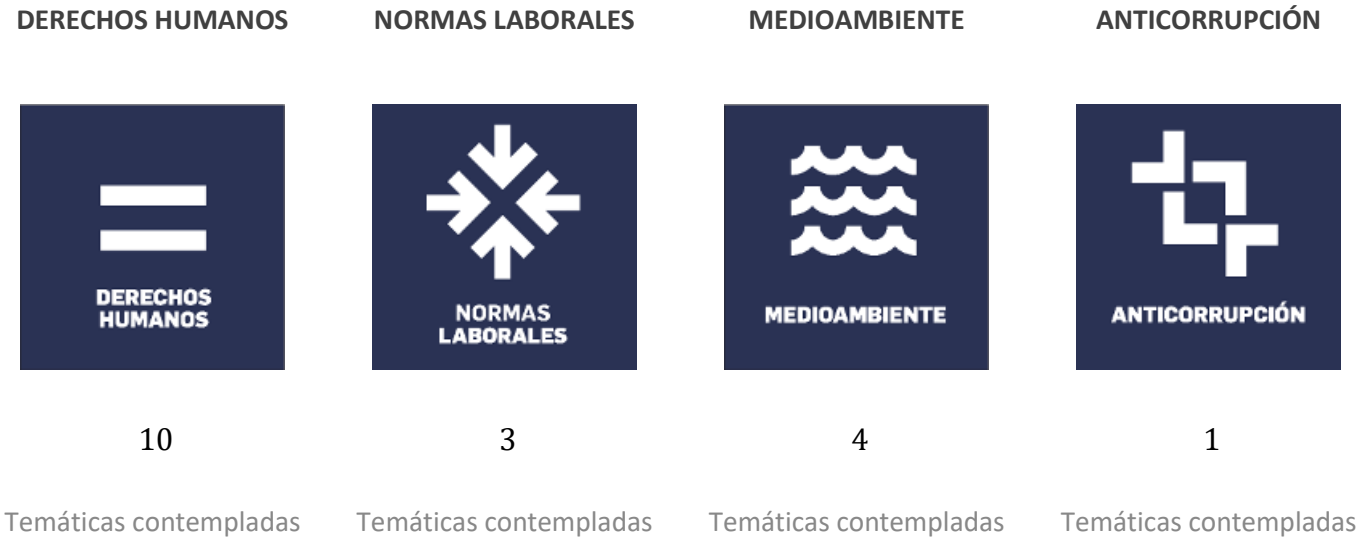 DERECHOS HUMANOS
NORMAS LABORALES
MEDIOAMBIENTE
ANTICORRUPCIÓN
DERECHOS
HUMANOS
NORMAS
LABORALES
MEDIOAMBIENTE
ANTICORRUPCIÓN
10
3
4
1
Temáticas contempladas
Temáticas contempladas
Temáticas contempladas
Temáticas contempladas